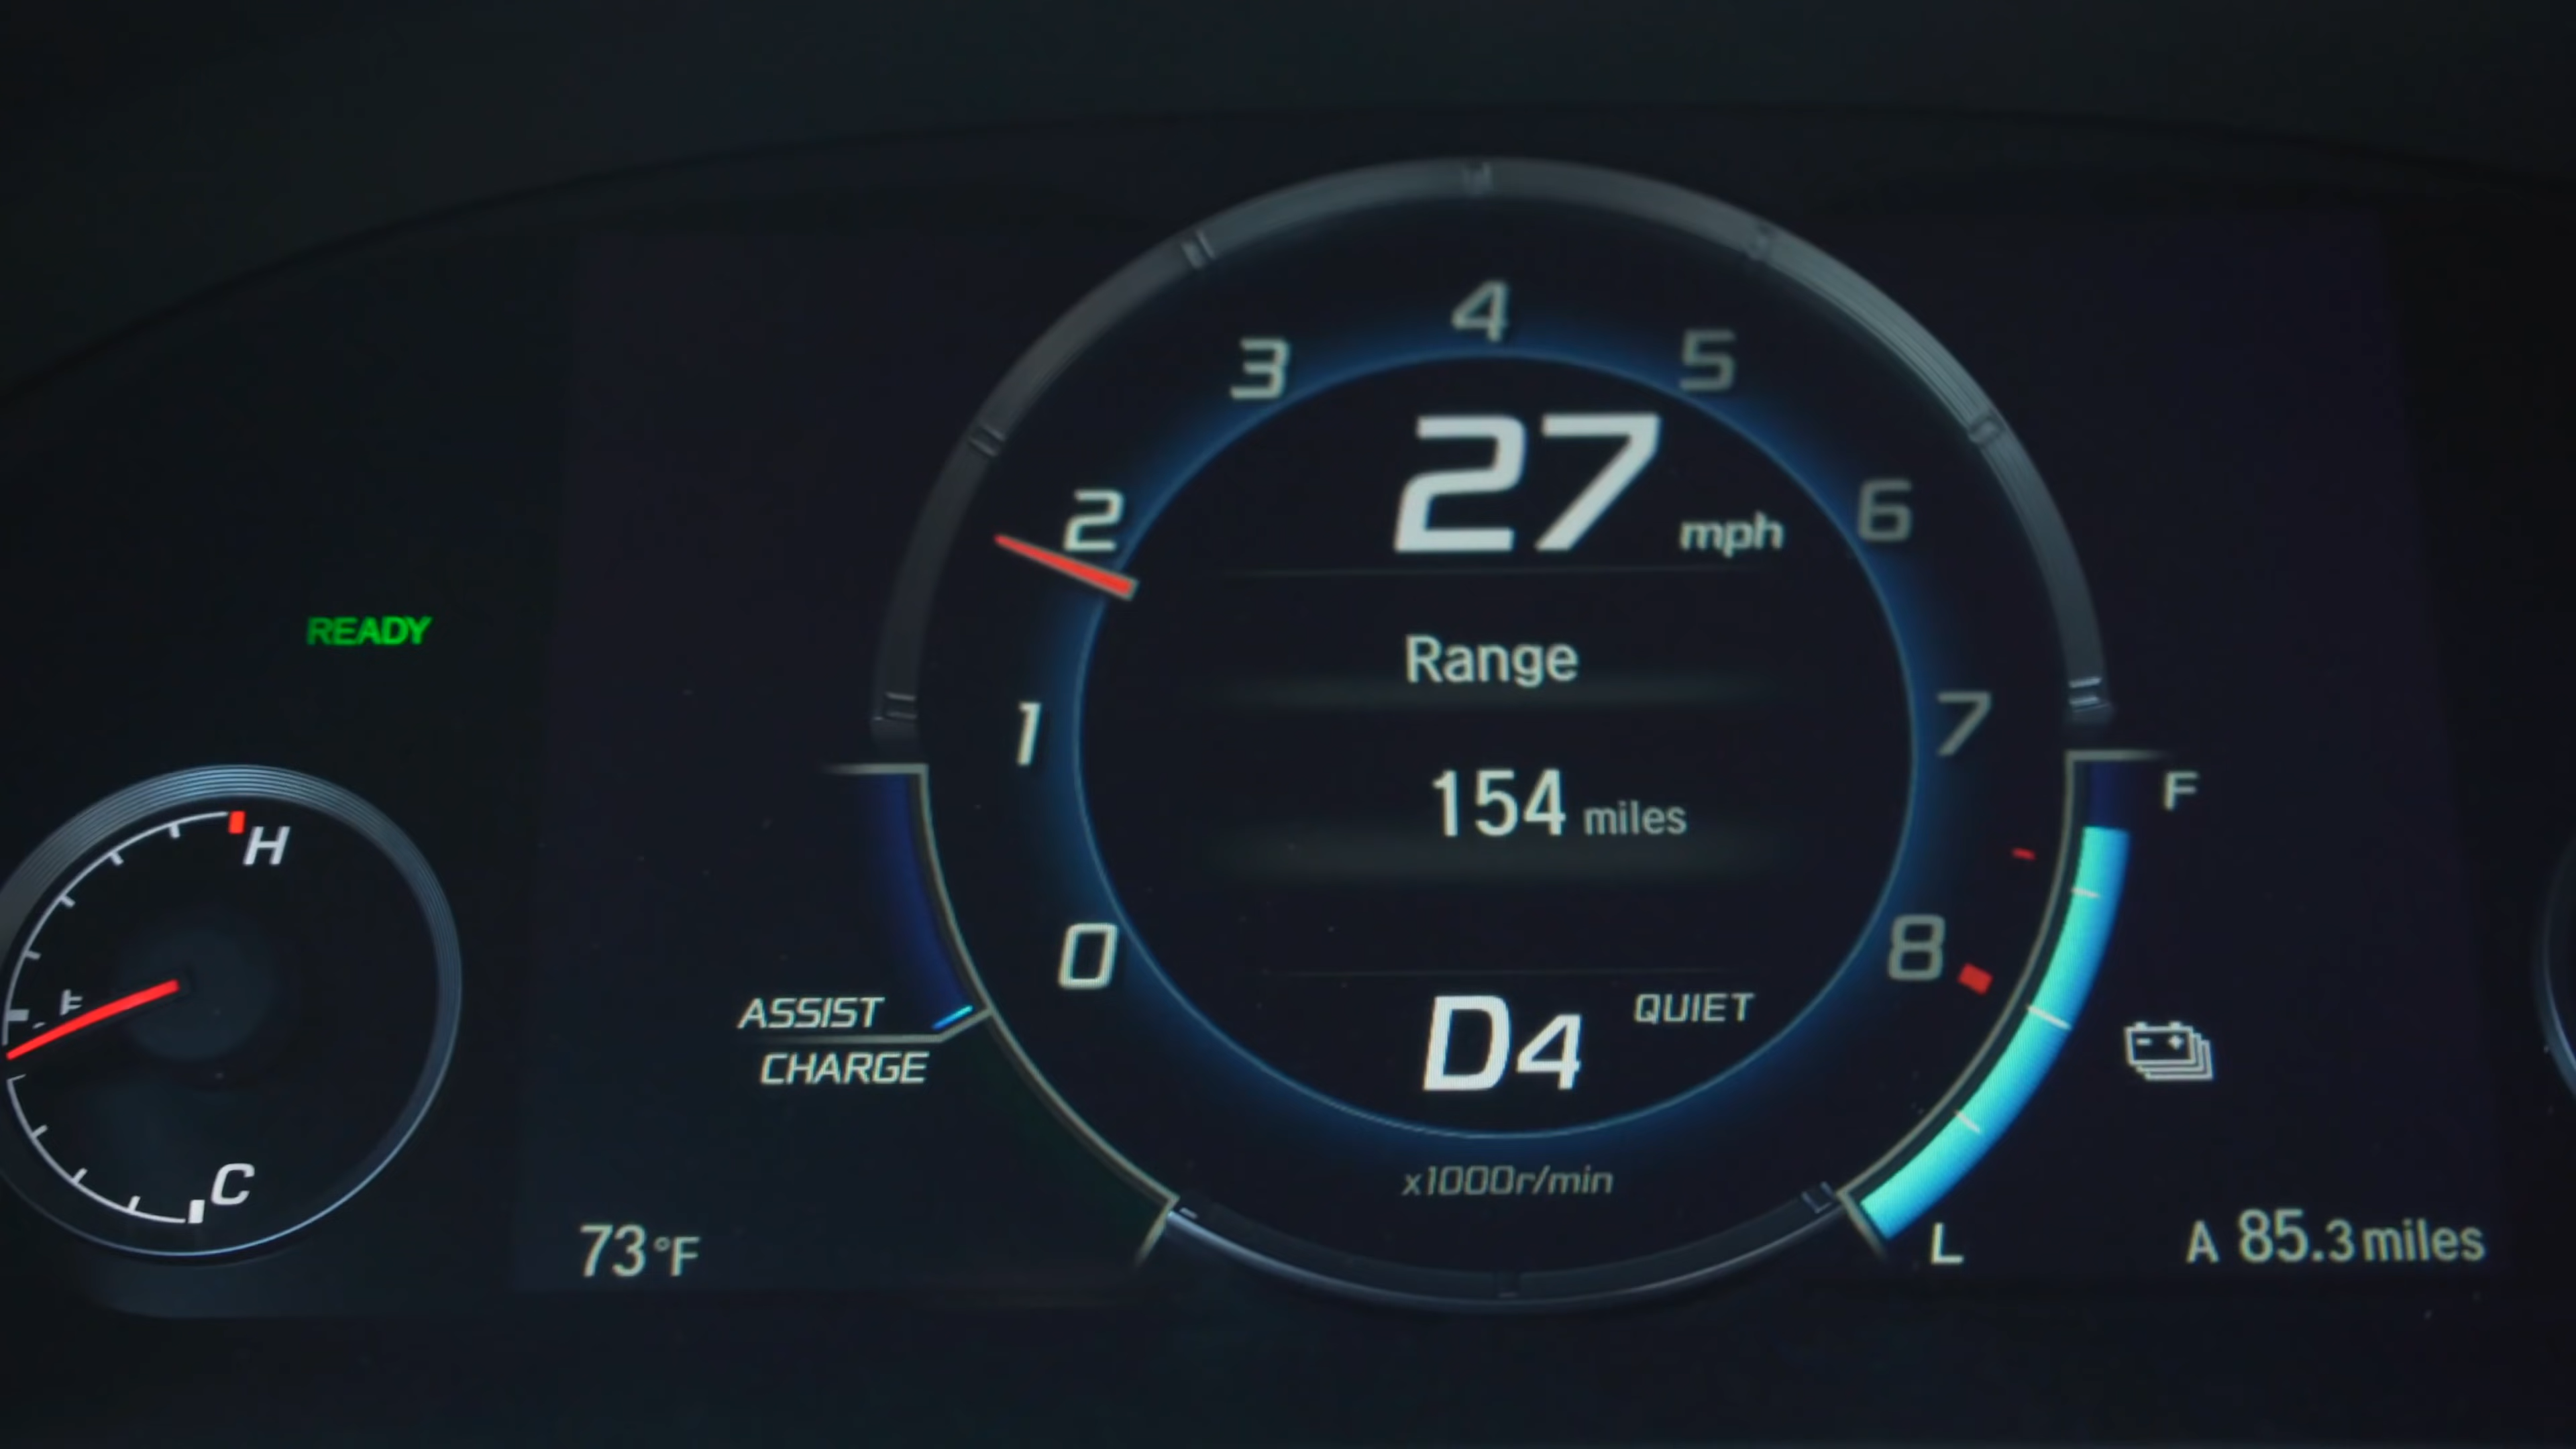 4
3
5
27 mph
2
6
READY
Range
1
7
154 miles
F
H
0
8
ASSIST
D4
QUIET
CHARGE
C
x1000r/min
73°F
L
A 85.3 miles